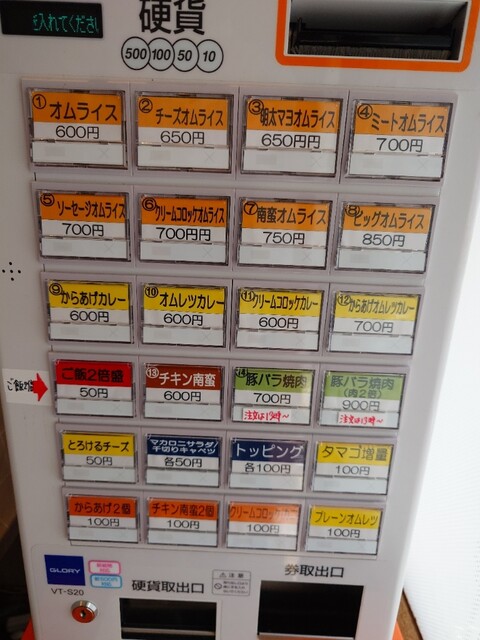 を入れてくださ
硬貨
500 100 50 10
① オムライス
600円
② チーズオムライス
650円
③ 明太マヨオムライス
650円円
④ ミートオムライス
700円
⑤ ソーセージオムライス
700円
⑥ クリームコロッケオムライス
700円円
⑦ 南蛮オムライス
750円
⑧ ビッグオムライス
850円
⑨ からあげカレー
600円
⑩ オムレツカレー
600円
⑪ クリームコロッケカレー
600円
⑫ からあげオムレツカレー
700円
ご飯2倍盛
50円
⑬ チキン南蛮
600円
⑭ 豚バラ焼肉
700円
注文は13時～
豚バラ焼肉
(肉2倍)
900円
注文は13時～
とろけるチーズ
50円
マカロニサラダ/
千切りキャベツ
各50円
トッピング
各100円
タマゴ増量
100円
からあげ2個
100円
チキン南蛮2個
100円
クリームコロッケ
100円
プレーンオムレツ
100円
GLORY
VT-S20
硬貨取出口
注意
券取出口